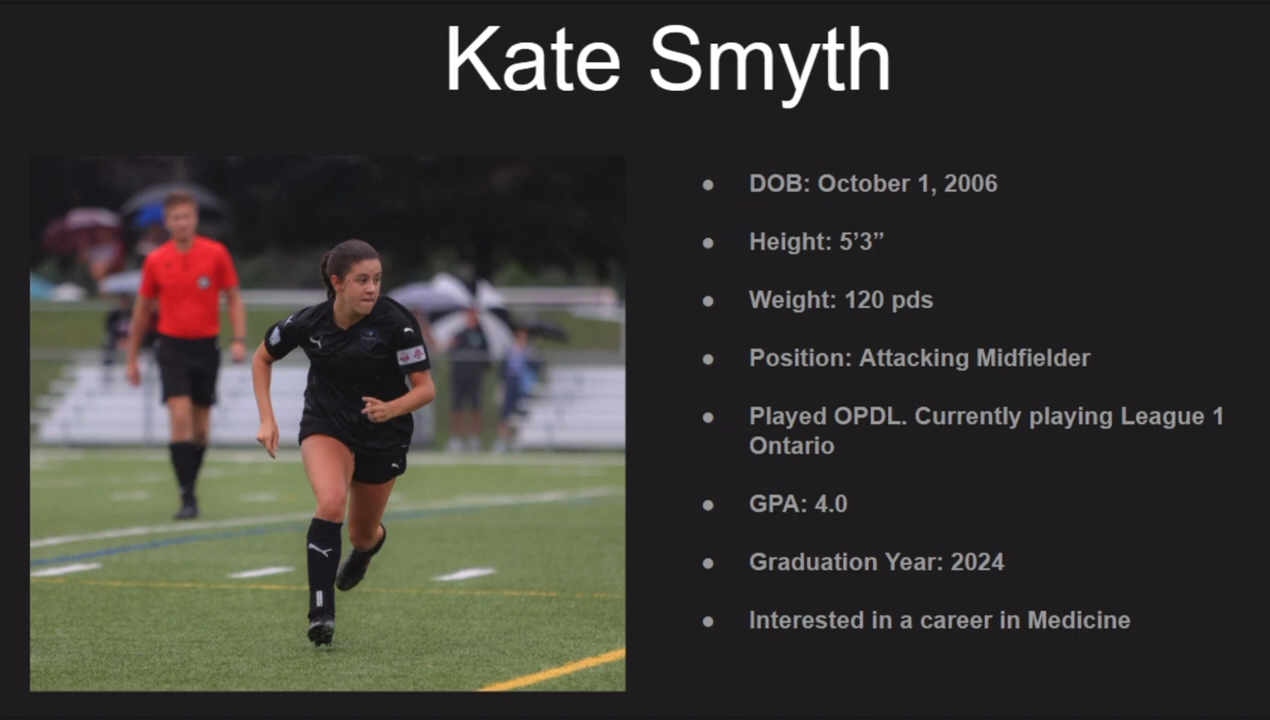 Kate Smyth
● DOB: October 1, 2006
● Height: 5’3”
● Weight: 120 pds
● Position: Attacking Midfielder
● Played OPDL. Currently playing League 1
Ontario
● GPA: 4.0
● Graduation Year: 2024
● Interested in a career in Medicine